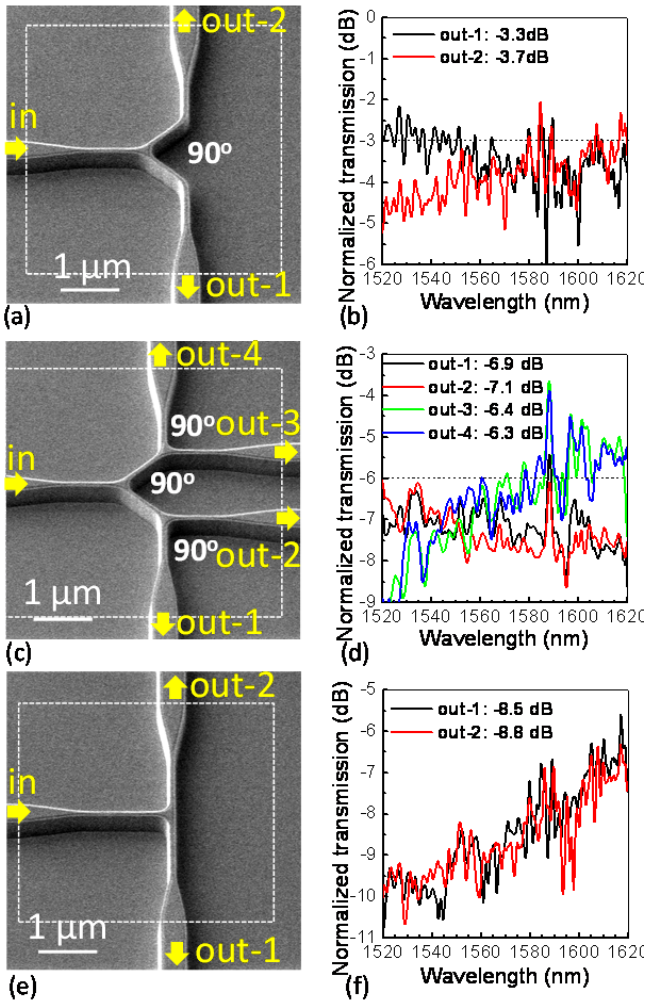 out-2
in
90º
1 µm
out-1
(a)
Normalized transmission (dB)
0
-1
-2
-3
-4
-5
-6
out-1: -3.3dB
out-2: -3.7dB
1520 1540 1560 1580 1600 1620
Wavelength (nm)
(b)
out-4
90º
out-3
in
90º
90º
out-2
1 µm
out-1
(c)
Normalized transmission (dB)
-3
-4
-5
-6
-7
-8
-9
out-1: -6.9 dB
out-2: -7.1 dB
out-3: -6.4 dB
out-4: -6.3 dB
1520 1540 1560 1580 1600 1620
Wavelength (nm)
(d)
out-2
in
1 µm
out-1
(e)
Normalized transmission (dB)
-5
-6
-7
-8
-9
-10
-11
out-1: -8.5 dB
out-2: -8.8 dB
1520 1540 1560 1580 1600 1620
Wavelength (nm)
(f)